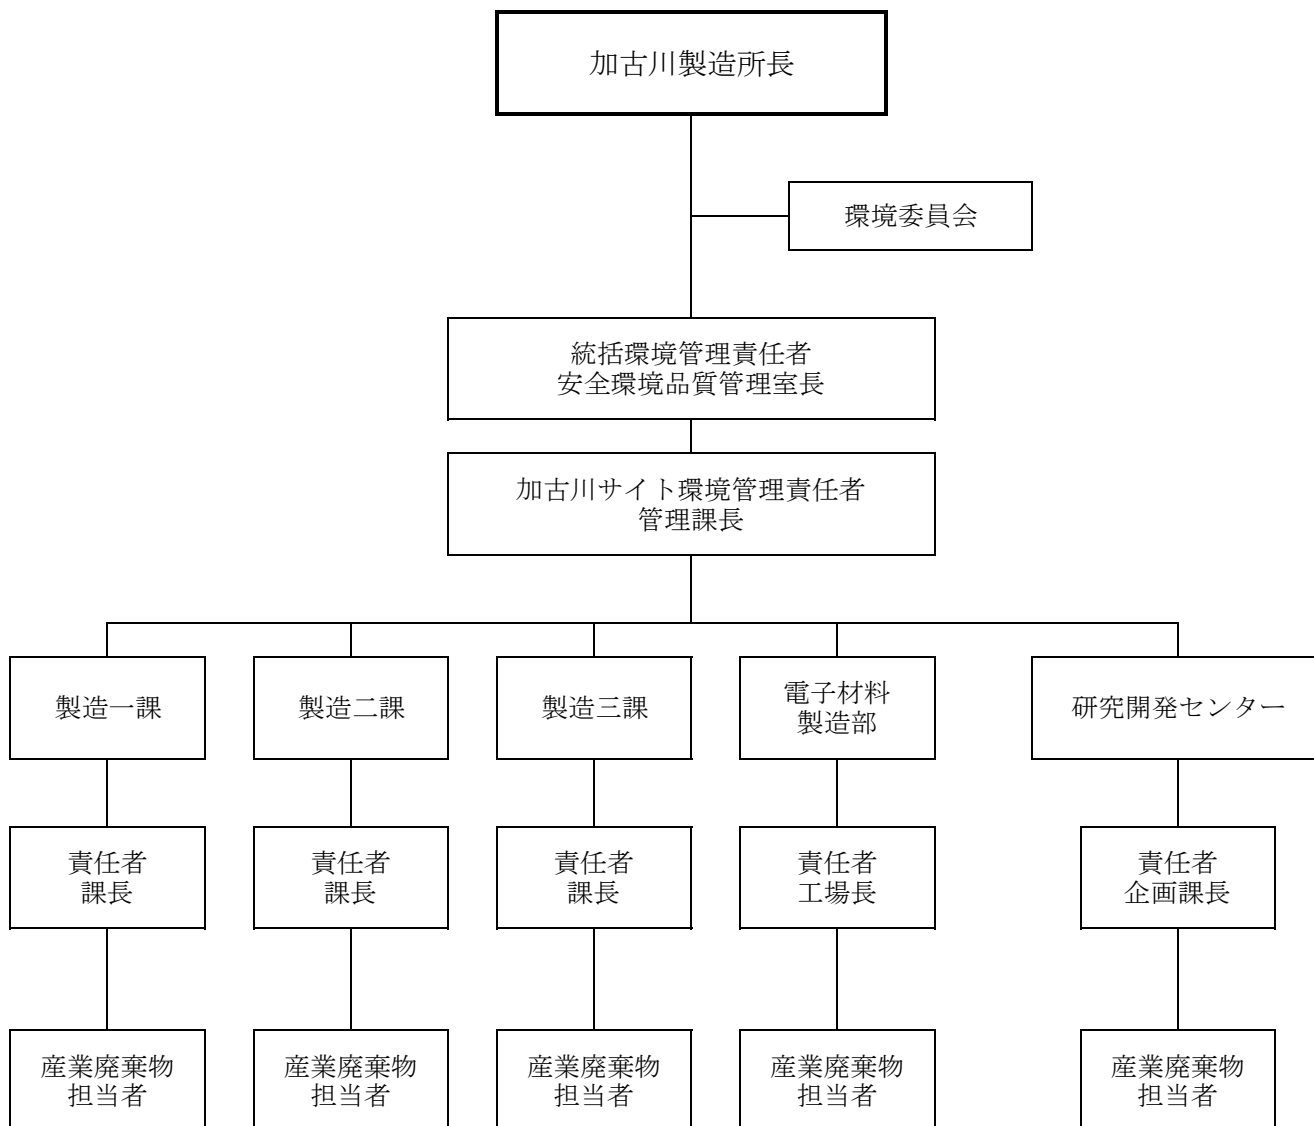 加古川製造所長
環境委員会
統括環境管理責任者
安全環境品質管理室長
加古川サイト環境管理責任者
管理課長
製造一課
製造二課
製造三課
電子材料
製造部
研究開発センター
責任者
課長
責任者
課長
責任者
課長
責任者
工場長
責任者
企画課長
産業廃棄物
担当者
産業廃棄物
担当者
産業廃棄物
担当者
産業廃棄物
担当者
産業廃棄物
担当者